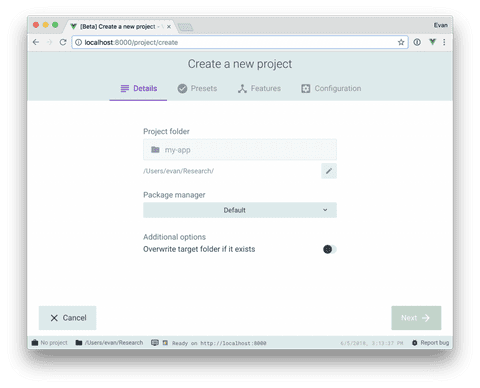 [Beta] Create a new project -
Evan
localhost:8000/project/create
Create a new project
Details
Presets
Features
Configuration
Project folder
my-app
/Users/evan/Research/
Package manager
Default
Additional options
Overwrite target folder if it exists
Cancel
Next
No project
/Users/evan/Research
Ready on http://localhost:8000
Report bug